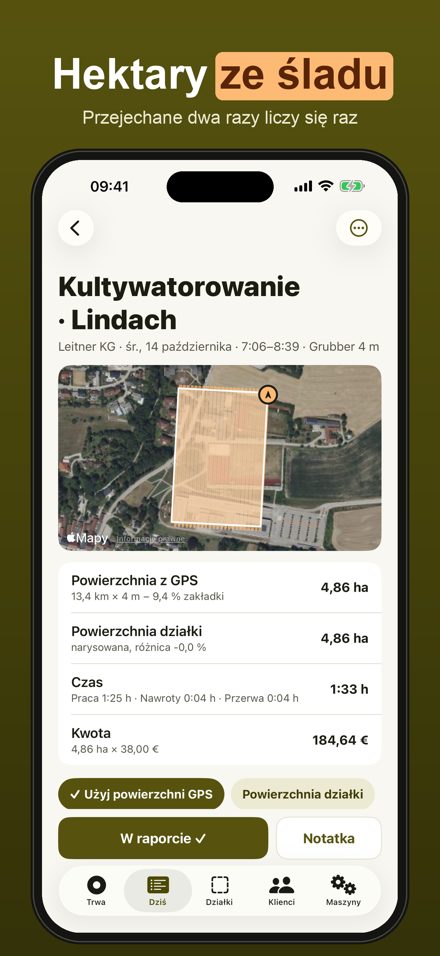 Hektary ze śladu
Przejechane dwa razy liczy się raz
09:41
Kultywatorowanie
· Lindach
Leitner KG · śr., 14 października · 7:06–8:39 · Grubber 4 m
Mapy Informacje prawne
Powierzchnia z GPS
13,4 km × 4 m – 9,4 % zakładki
4,86 ha
Powierzchnia działki
narysowana, różnica -0,0 %
4,86 ha
Czas
Praca 1:25 h · Nawroty 0:04 h · Przerwa 0:04 h
1:33 h
Kwota
4,86 ha × 38,00 €
184,64 €
✓ Użyj powierzchni GPS
Powierzchnia działki
W raporcie ✓
Notatka
Trwa
Dziś
Działki
Klienci
Maszyny